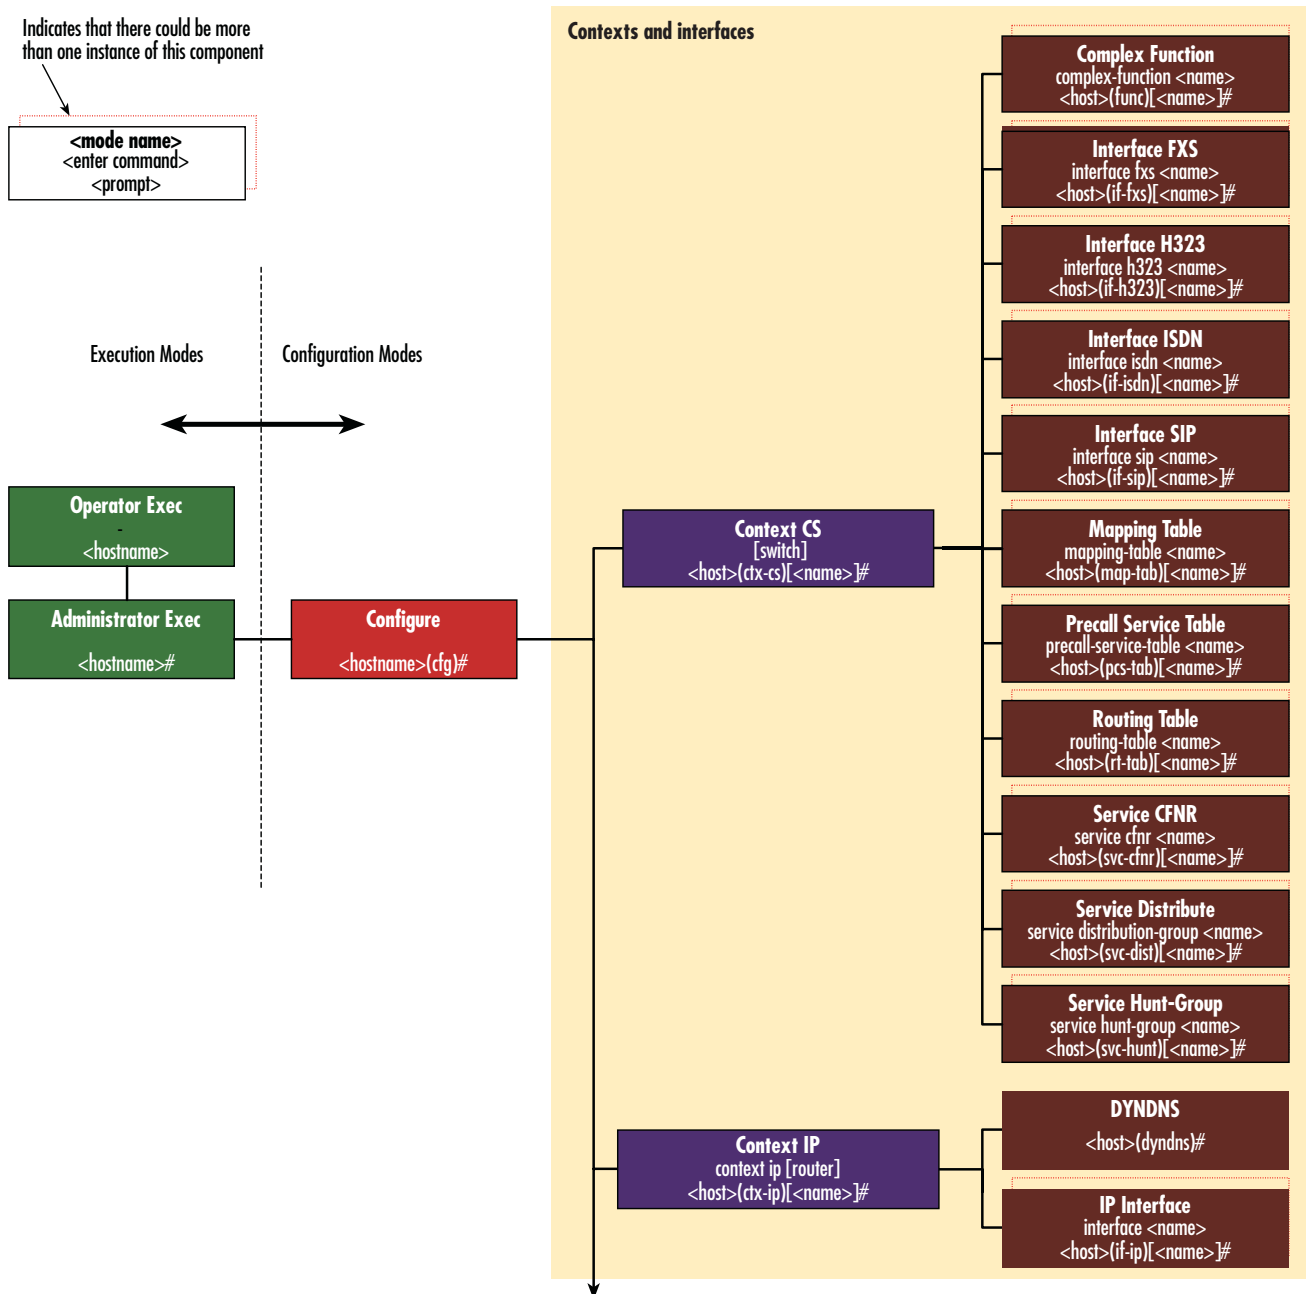 Indicates that there could be more
than one instance of this component
<mode name>
<enter command>
<prompt>
Execution Modes
Configuration Modes
Operator Exec
-
<hostname>
Administrator Exec
<hostname>#
Configure
<hostname>(cfg)#
Contexts and interfaces
Context CS
[switch]
<host>(ctx-cs)[<name>]#
Complex Function
complex-function <name>
<host>(func)[<name>]#
Interface FXS
interface fxs <name>
<host>(if-fxs)[<name>]#
Interface H323
interface h323 <name>
<host>(if-h323)[<name>]#
Interface ISDN
interface isdn <name>
<host>(if-isdn)[<name>]#
Interface SIP
interface sip <name>
<host>(if-sip)[<name>]#
Mapping Table
mapping-table <name>
<host>(map-tab)[<name>]#
Precall Service Table
precall-service-table <name>
<host>(pcs-tab)[<name>]#
Routing Table
routing-table <name>
<host>(rt-tab)[<name>]#
Service CFNR
service cfnr <name>
<host>(svc-cfnr)[<name>]#
Service Distribute
service distribution-group <name>
<host>(svc-dist)[<name>]#
Service Hunt-Group
service hunt-group <name>
<host>(svc-hunt)[<name>]#
Context IP
context ip [router]
<host>(ctx-ip)[<name>]#
DYNDNS
<host>(dyndns)#
IP Interface
interface <name>
<host>(if-ip)[<name>]#